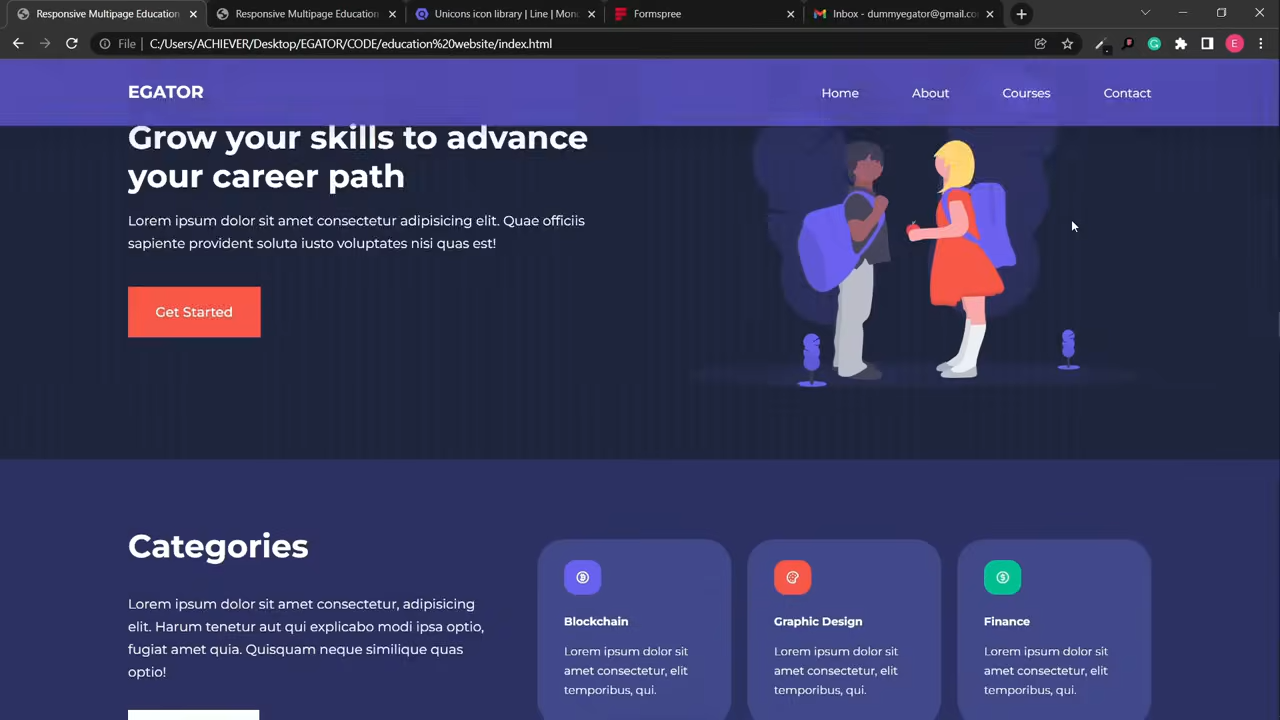 Responsive Multipage Education
Responsive Multipage Education
Unicons icon library | Line | Mono
Formspree
Inbox - dummyegator@gmail.co
File
C:/Users/ACHIEVER/Desktop/EGATOR/CODE/education%20website/index.html
E
EGATOR
Home
About
Courses
Contact
Grow your skills to advance
your career path
Lorem ipsum dolor sit amet consectetur adipisicing elit. Quae officiis
sapiente provident soluta iusto voluptates nisi quas est!
Get Started
Categories
Lorem ipsum dolor sit amet consectetur, adipisicing
elit. Harum tenetur aut qui explicabo modi ipsa optio,
fugiat amet quia. Quisquam neque similique quas
optio!
Blockchain
Lorem ipsum dolor sit
amet consectetur, elit
temporibus, qui.
Graphic Design
Lorem ipsum dolor sit
amet consectetur, elit
temporibus, qui.
Finance
Lorem ipsum dolor sit
amet consectetur, elit
temporibus, qui.